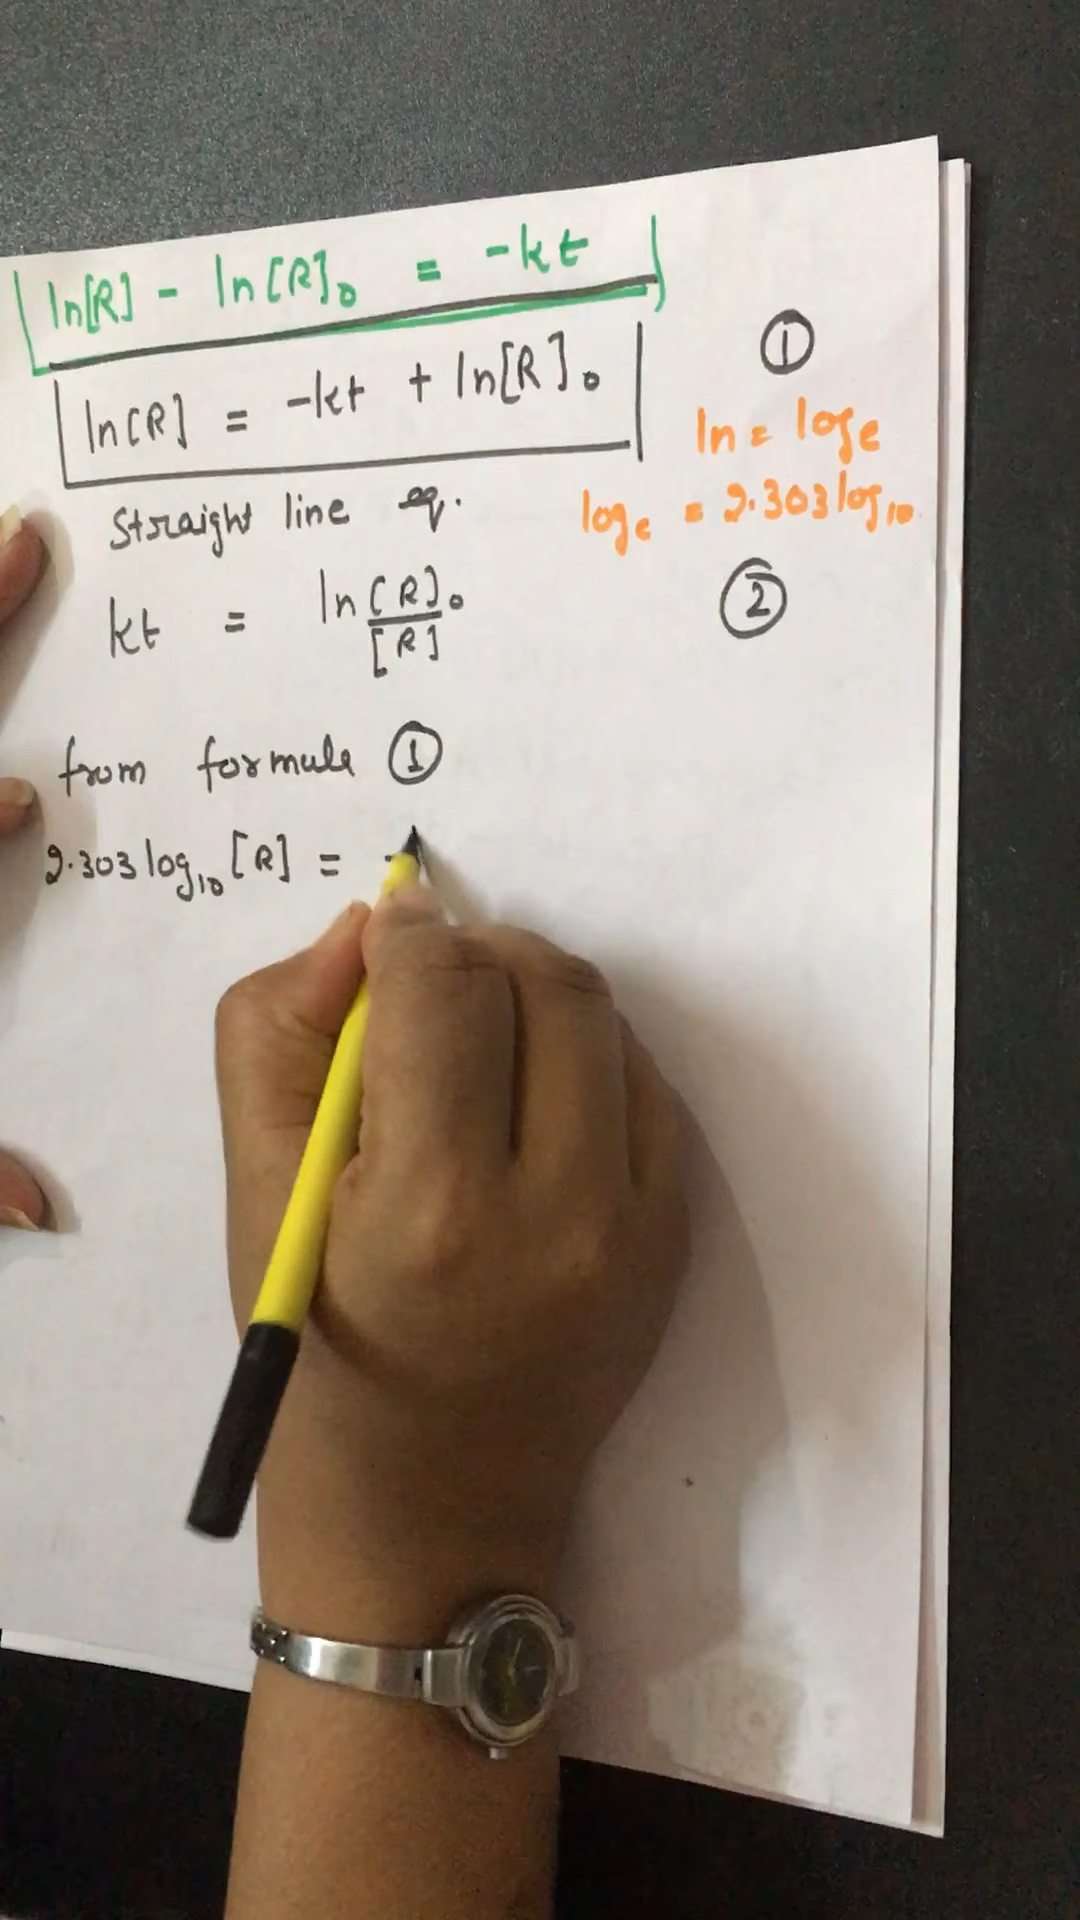 ln[R] - ln[R]₀ = -kt
ln[R] = -kt + ln[R]₀ ①
ln = logₑ
straight line eq. logₑ = 2.303 log₁₀
kt = ln [R]₀/[R] ②
from formule ①
2.303 log₁₀ [R] = -